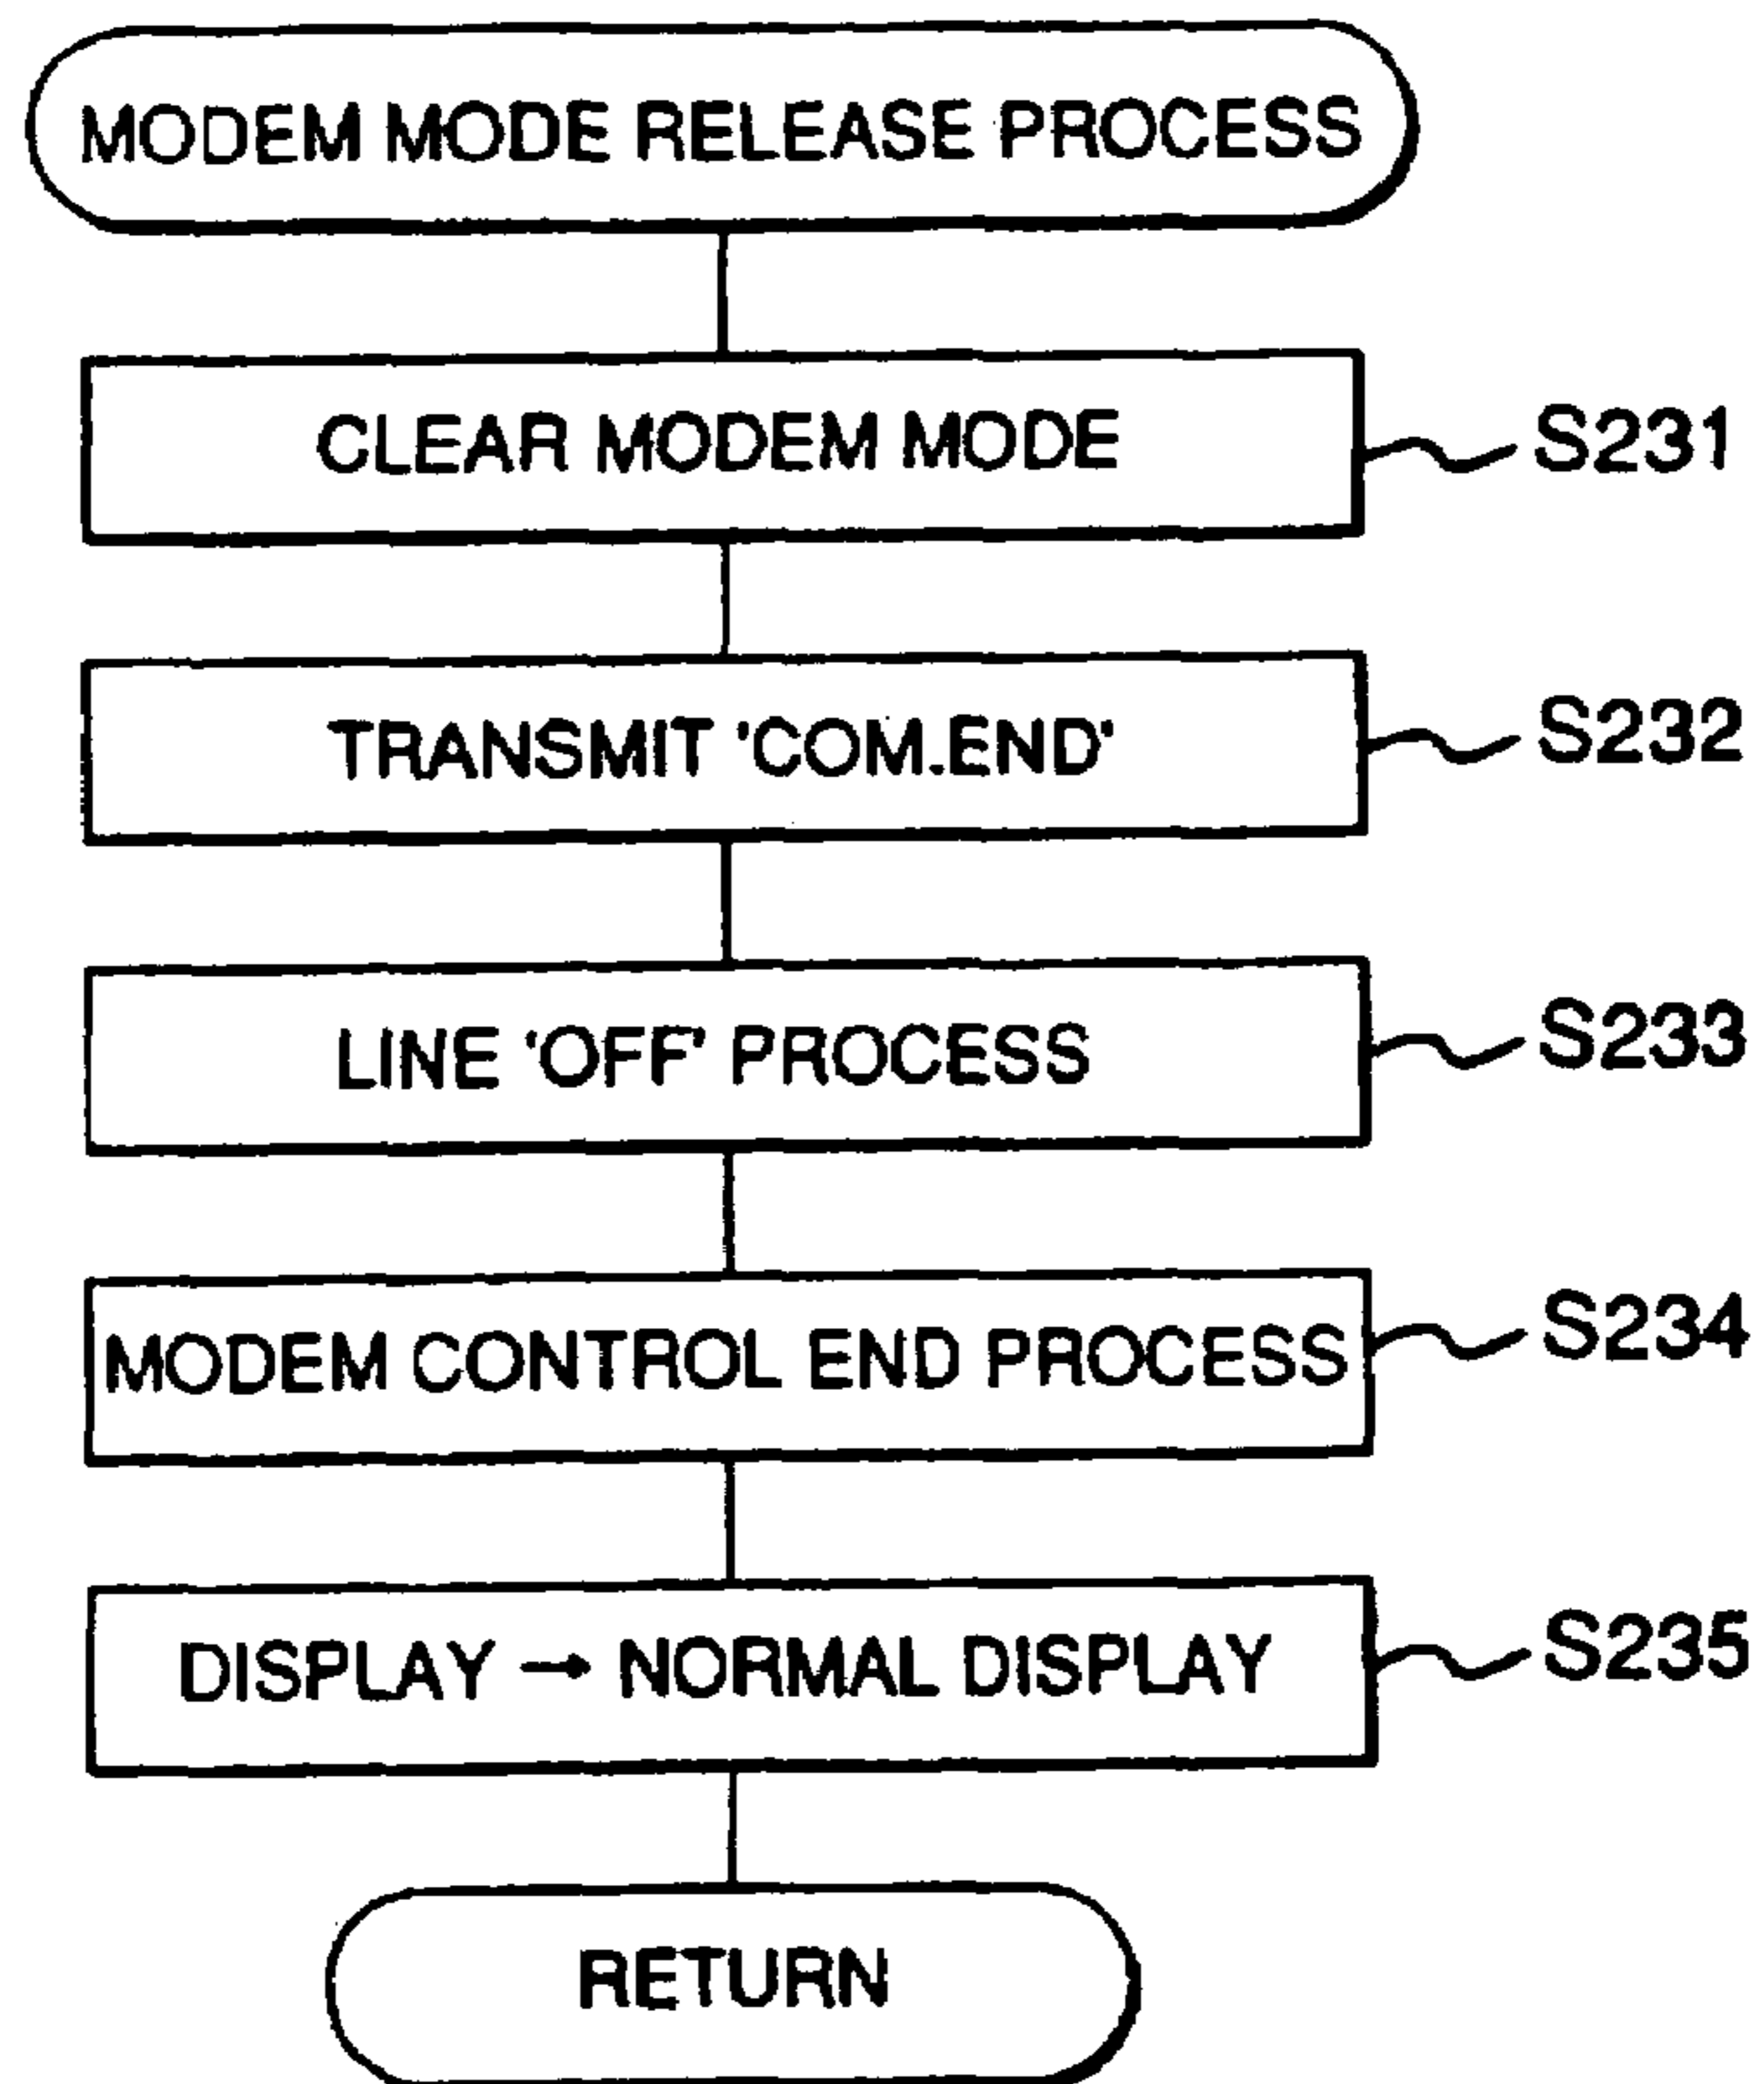 MODEM MODE RELEASE PROCESS
CLEAR MODEM MODE S231
TRANSMIT 'COM.END' S232
LINE 'OFF' PROCESS S233
MODEM CONTROL END PROCESS S234
DISPLAY → NORMAL DISPLAY S235
RETURN